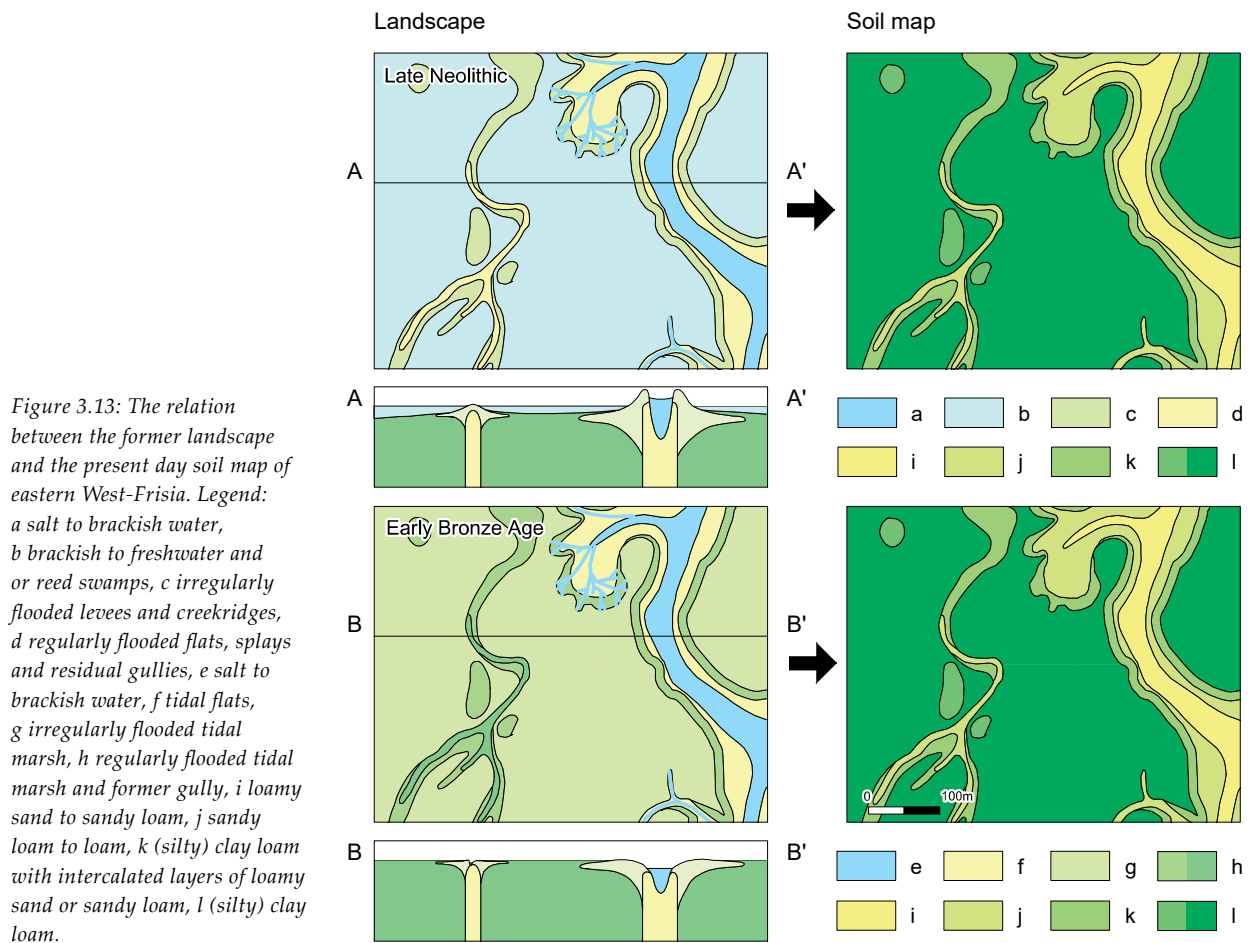 Landscape
Soil map
Late Neolithic
A
A'
A
A'
a
b
c
d
i
j
k
l
Early Bronze Age
B
B'
0
100m
B
B'
e
f
g
h
i
j
k
l
Figure 3.13: The relation
between the former landscape
and the present day soil map of
eastern West-Frisia. Legend:
a salt to brackish water,
b brackish to freshwater and
or reed swamps, c irregularly
flooded levees and creekridges,
d regularly flooded flats, splays
and residual gullies, e salt to
brackish water, f tidal flats,
g irregularly flooded tidal
marsh, h regularly flooded tidal
marsh and former gully, i loamy
sand to sandy loam, j sandy
loam to loam, k (silty) clay loam
with intercalated layers of loamy
sand or sandy loam, l (silty) clay
loam.